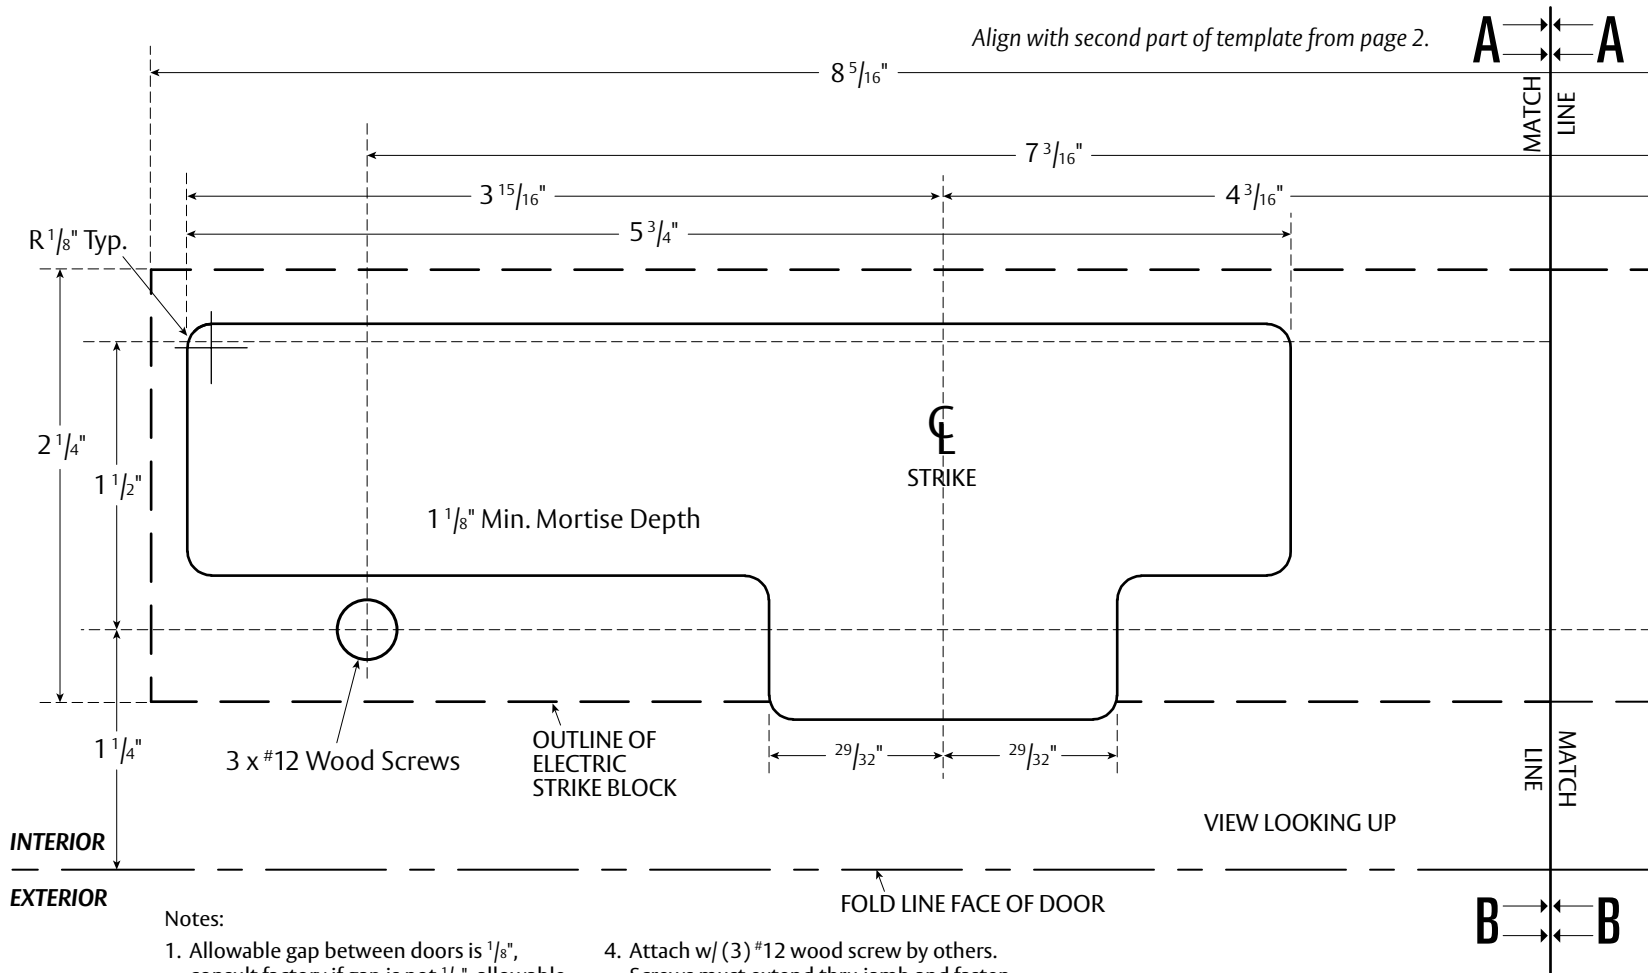 Align with second part of template from page 2.
A A
8 5/16"
MATCH
LINE
7 3/16"
3 15/16"
4 3/16"
5 3/4"
R 1/8" Typ.
2 1/4"
1 1/2"
CL
STRIKE
1 1/8" Min. Mortise Depth
1 1/4"
3 x #12 Wood Screws
OUTLINE OF
ELECTRIC
STRIKE BLOCK
29/32"
29/32"
LINE
MATCH
VIEW LOOKING UP
INTERIOR
EXTERIOR
FOLD LINE FACE OF DOOR
B B
Notes:
1. Allowable gap between doors is 1/8",
4. Attach w/ (3) #12 wood screw by others.